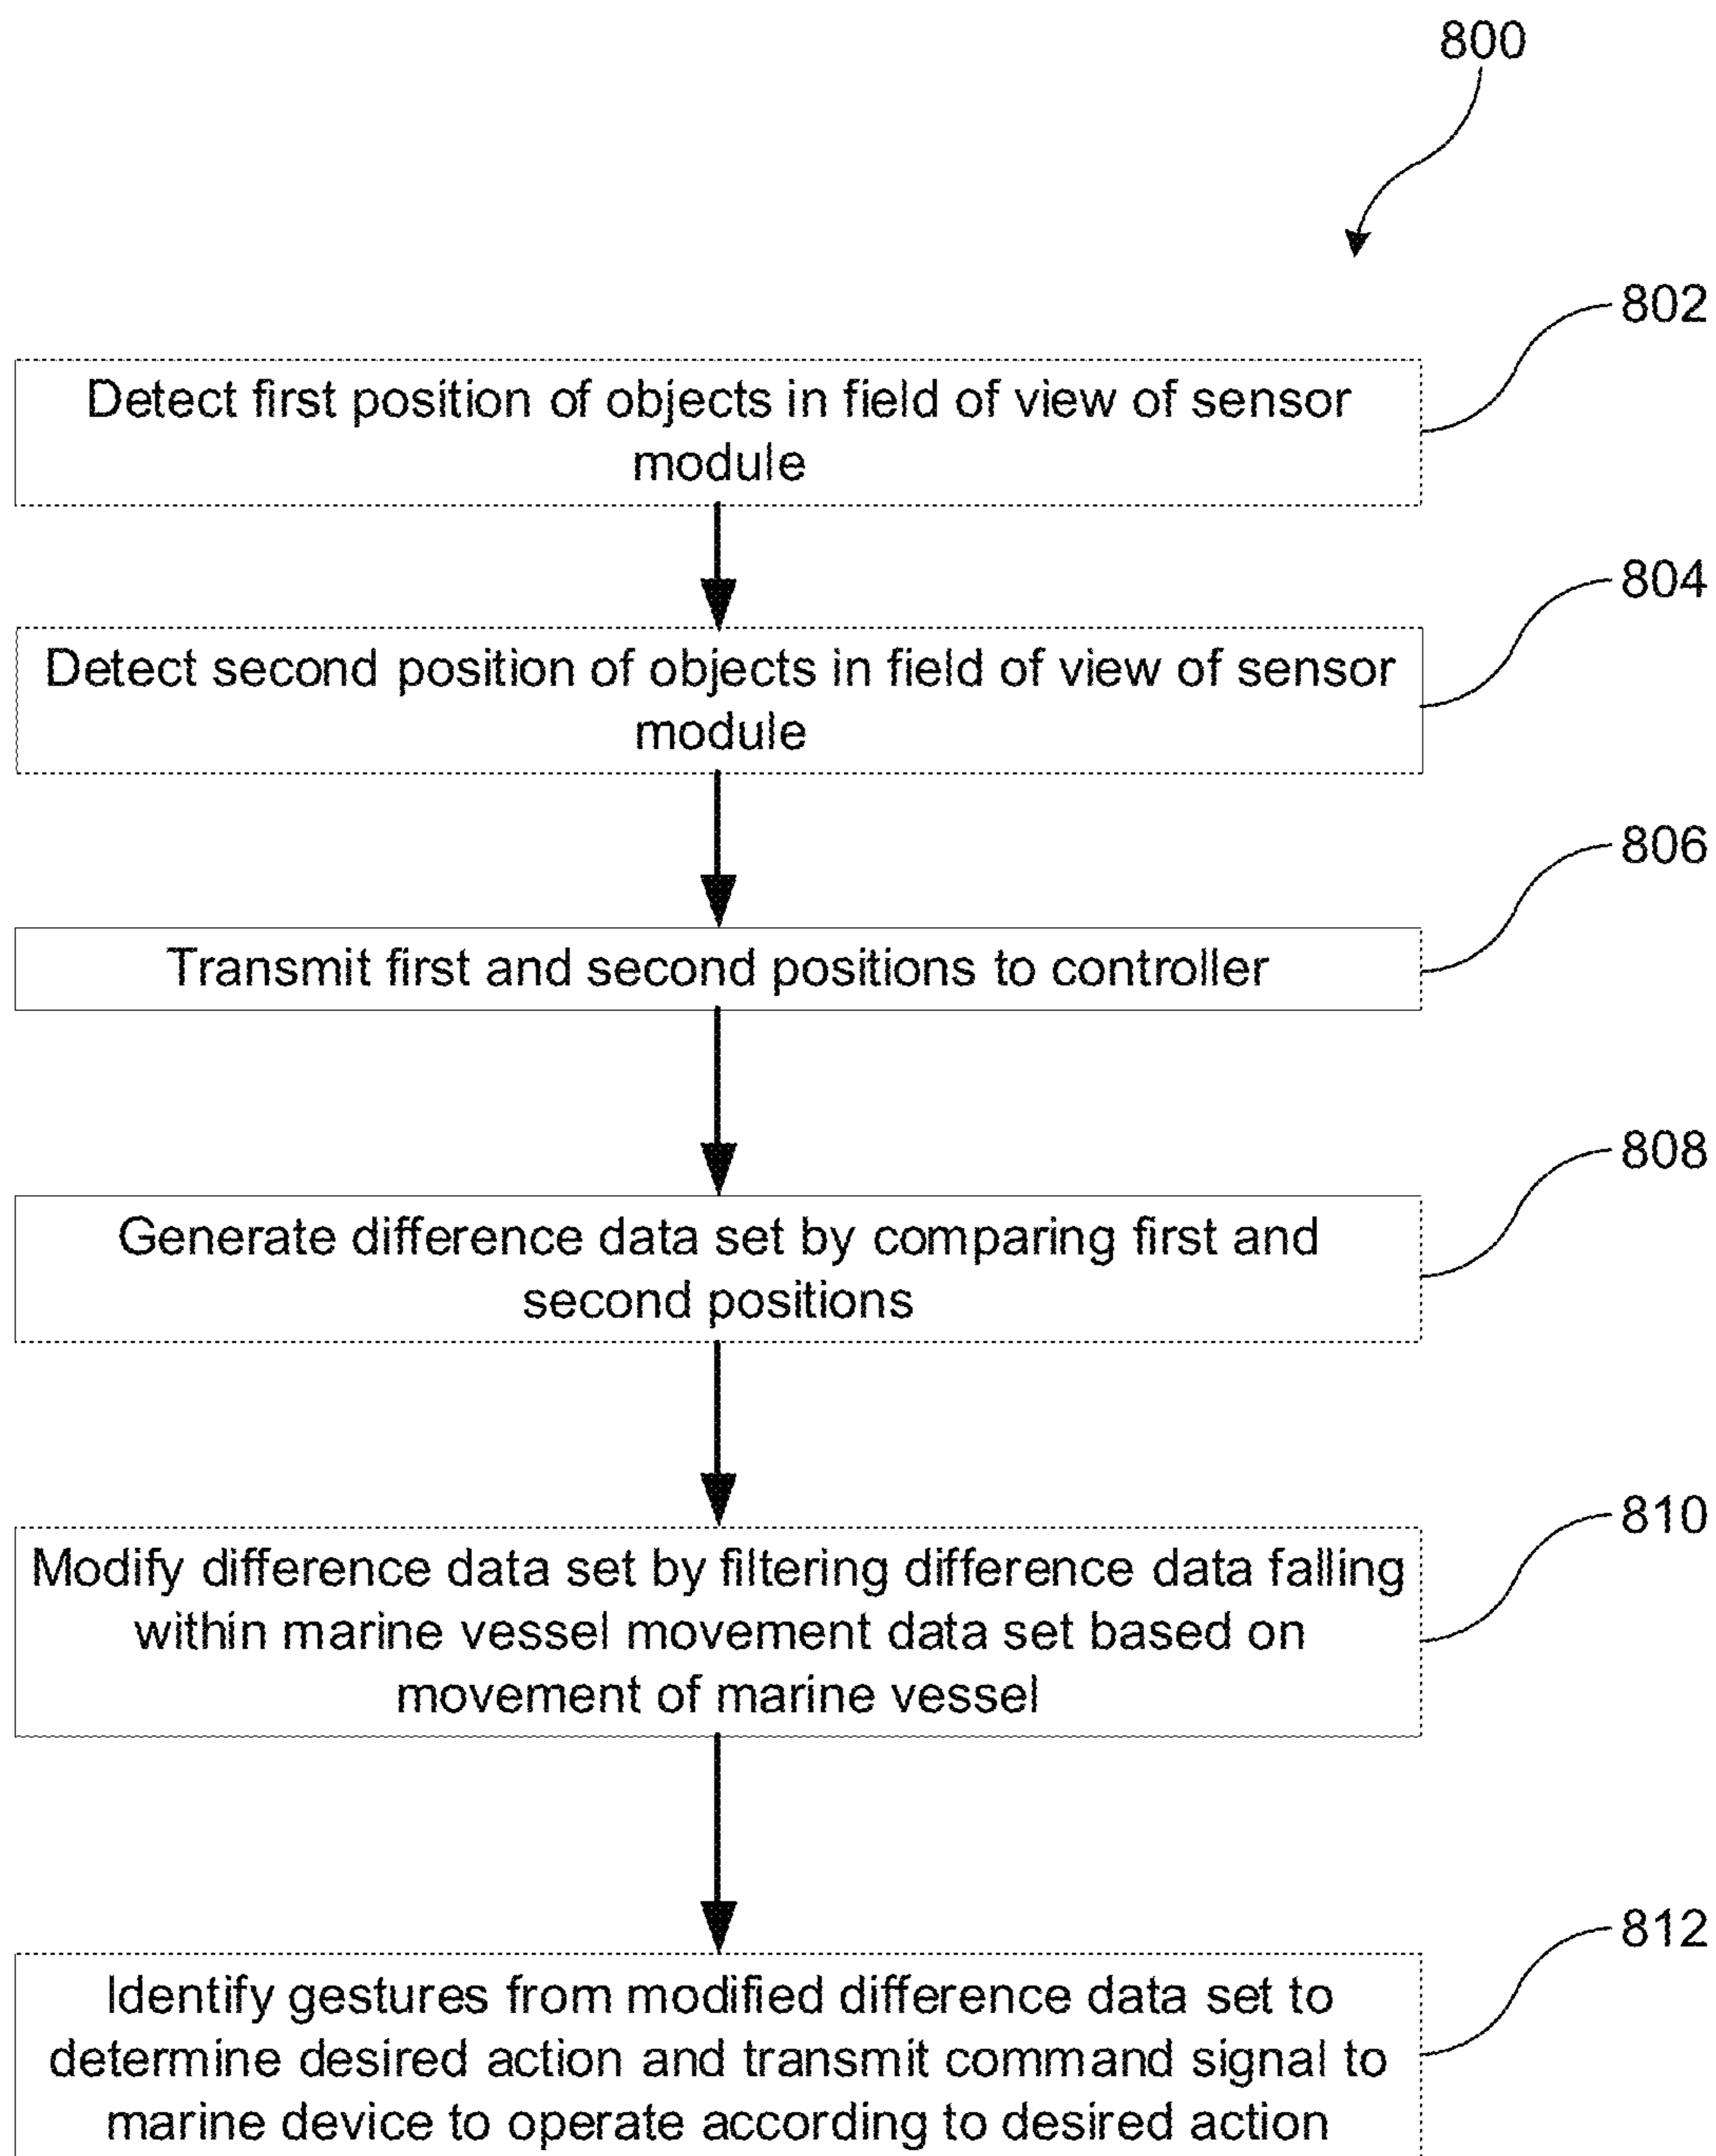 800
802
Detect first position of objects in field of view of sensor
module
804
Detect second position of objects in field of view of sensor
module
806
Transmit first and second positions to controller
808
Generate difference data set by comparing first and
second positions
810
Modify difference data set by filtering difference data falling
within marine vessel movement data set based on
movement of marine vessel
812
Identify gestures from modified difference data set to
determine desired action and transmit command signal to
marine device to operate according to desired action